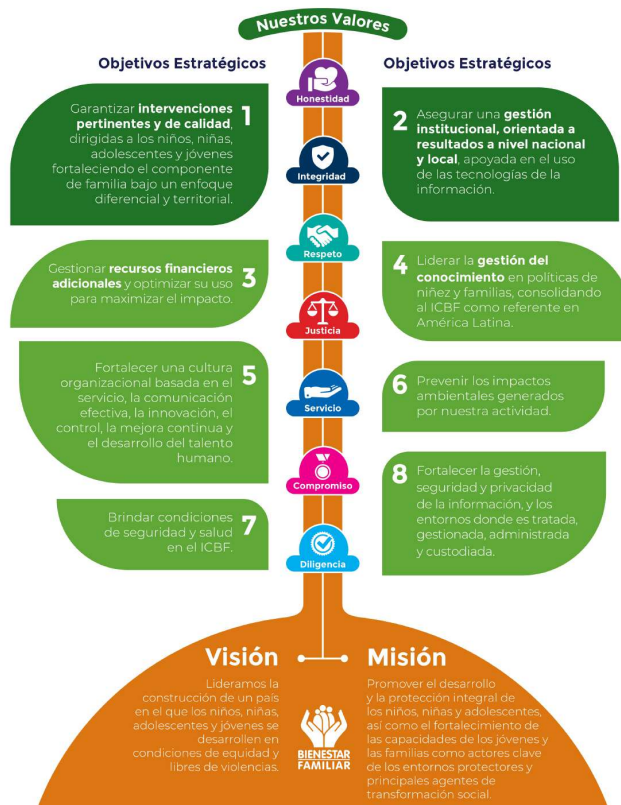 Nuestros Valores
Objetivos Estratégicos
Objetivos Estratégicos
Honestidad
Integridad
Respeto
Justicia
Servicio
Compromiso
Diligencia
1
Garantizar intervenciones
pertinentes y de calidad,
dirigidas a los niños, niñas,
adolescentes y jóvenes
fortaleciendo el componente
de familia bajo un enfoque
diferencial y territorial.
2
Asegurar una gestión
institucional, orientada a
resultados a nivel nacional
y local, apoyada en el uso
de las tecnologías de la
información.
3
Gestionar recursos financieros
adicionales y optimizar su uso
para maximizar el impacto.
4
Liderar la gestión del
conocimiento en políticas de
niñez y familias, consolidando
al ICBF como referente en
América Latina.
5
Fortalecer una cultura
organizacional basada en el
servicio, la comunicación
efectiva, la innovación, el
control, la mejora continua y
el desarrollo del talento
humano.
6
Prevenir los impactos
ambientales generados
por nuestra actividad.
7
Brindar condiciones
de seguridad y salud
en el ICBF.
8
Fortalecer la gestión,
seguridad y privacidad
de la información, y los
entornos donde es tratada,
gestionada, administrada
y custodiada.
Visión
Lideramos la
construcción de un país
en el que los niños, niñas,
adolescentes y jóvenes se
desarrollen en
condiciones de equidad y
libres de violencias.
BIENESTAR
FAMILIAR
Misión
Promover el desarrollo
y la protección integral de
los niños, niñas y adolescentes,
así como el fortalecimiento de
las capacidades de los jóvenes y
las familias como actores clave
de los entornos protectores y
principales agentes de
transformación social.